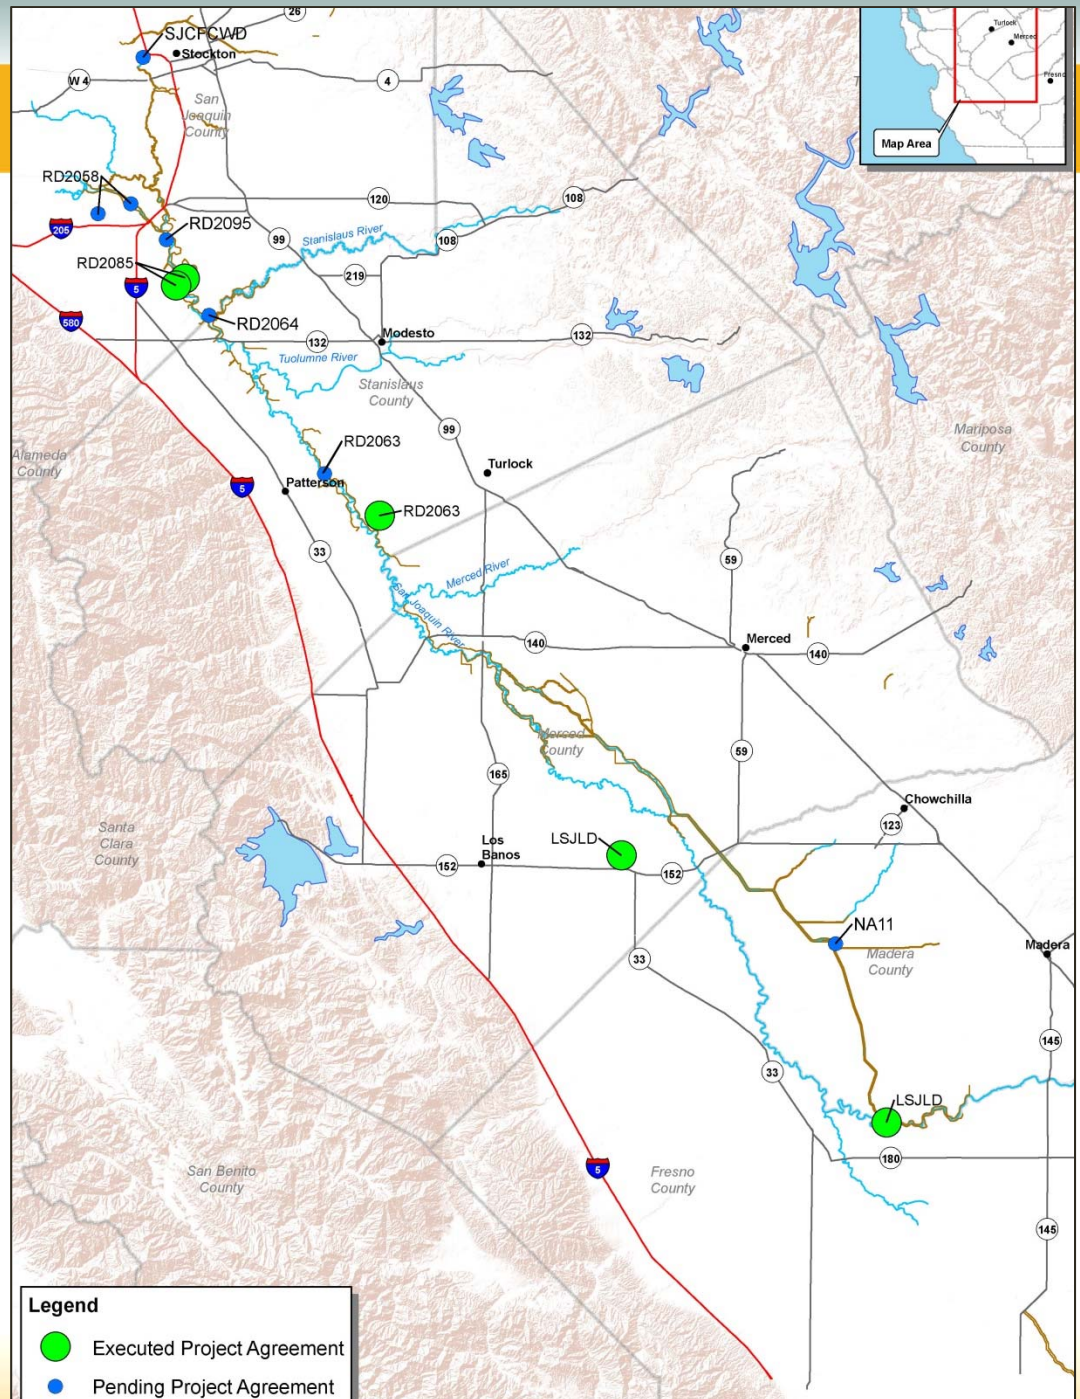 26
SJCFCWD
Stockton
W 4
4
San
Joaquin
County
Turlock
Merced
Fresno
Map Area
RD2058
120
108
205
RD2095
99
Stanislaus River
108
RD2085
219
5
580
RD2064
132
Modesto
132
Tuolumne River
Stanislaus
County
99
Mariposa
County
RD2063
Alameda
County
Turlock
5
Patterson
RD2063
33
59
Merced River
San Joaquin River
140
Merced
140
Merced
County
59
165
Chowchilla
123
Santa
Clara
County
Los
Banos
LSJLD
152
152
NA11
Madera
County
Madera
33
145
33
LSJLD
180
San Benito
County
Fresno
County
5
145
Legend
Executed Project Agreement
Pending Project Agreement